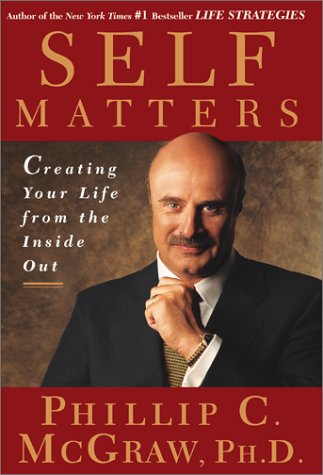 Author of the New York Times #1 Bestseller LIFE STRATEGIES
SELF
MATTERS
Creating
Your Life
from the
Inside
Out
PHILLIP C.
MCGRAW, PH.D.